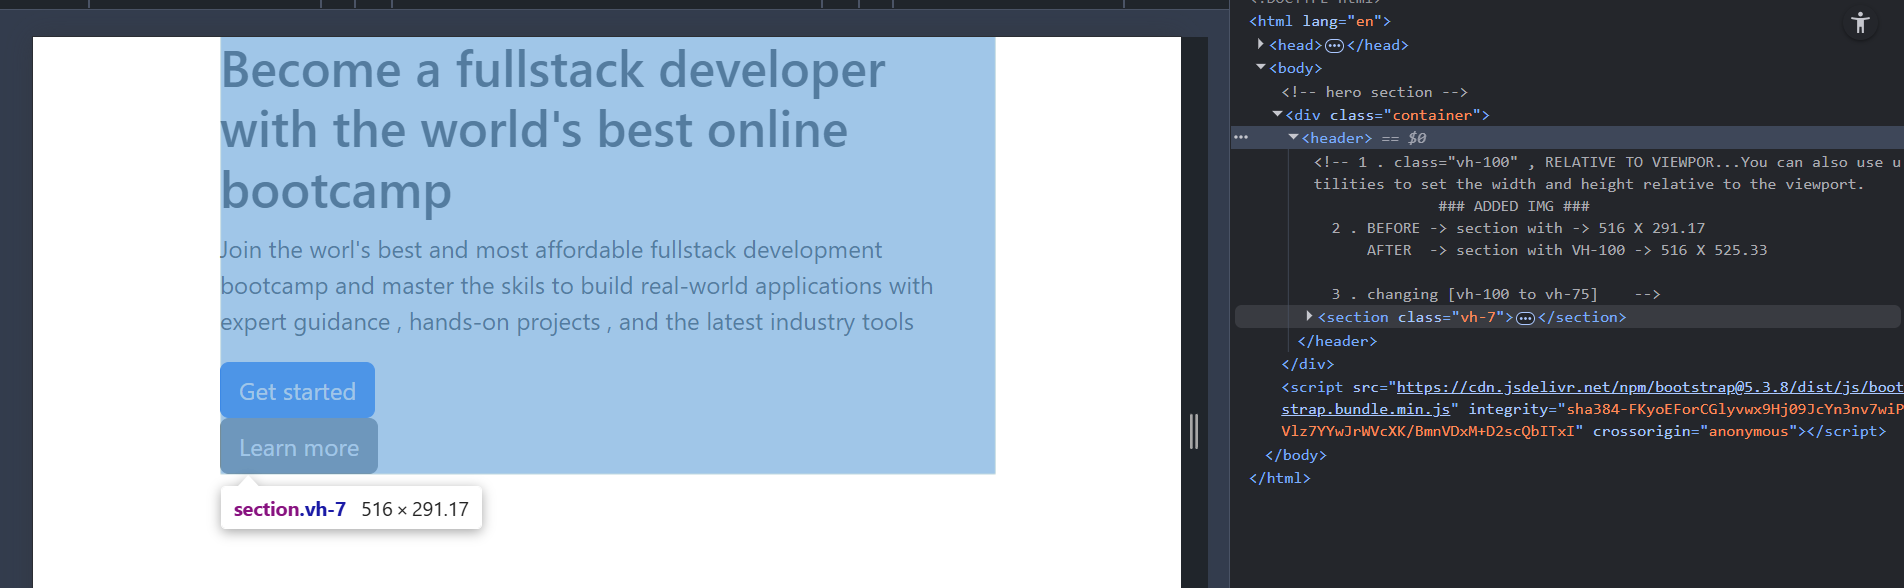 Become a fullstack developer
with the world's best online
bootcamp
Join the worl's best and most affordable fullstack development
bootcamp and master the skils to build real-world applications with
expert guidance , hands-on projects , and the latest industry tools
Get started
Learn more
section.vh-7 516 × 291.17
<html lang="en">
<head>
</head>
<body>
<!-- hero section -->
<div class="container">
<header> == $0
<!-- 1 . class="vh-100" , RELATIVE TO VIEWPOR...You can also use u
tilities to set the width and height relative to the viewport.
### ADDED IMG ###
2 . BEFORE -> section with -> 516 X 291.17
AFTER -> section with VH-100 -> 516 X 525.33
3 . changing [vh-100 to vh-75] -->
<section class="vh-7"></section>
</header>
</div>
<script src="https://cdn.jsdelivr.net/npm/bootstrap@5.3.8/dist/js/boot
strap.bundle.min.js" integrity="sha384-FKyoEForCGlyvwx9Hj09JcYn3nv7wiP
Vlz7YYwJrWVcXK/BmnVDxM+D2scQbITxI" crossorigin="anonymous"></script>
</body>
</html>